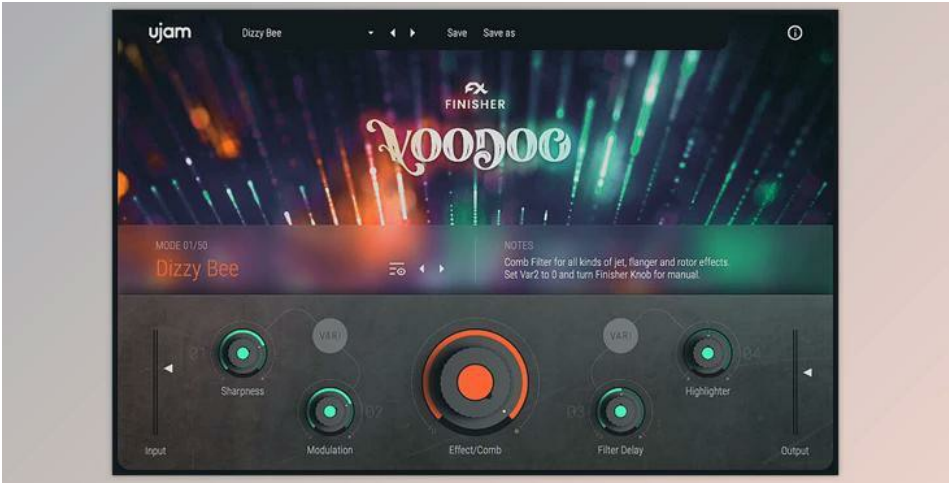 ujam
Dizzy Bee
Save Save as
FX
FINISHER
VOODOO
MODE 01/50
Dizzy Bee
NOTES
Comb Filter for all kinds of jet, flanger and rotor effects.
Set Var2 to 0 and turn Finisher Knob for manual.
01
VARI
VARI
04
Sharpness
Highlighter
02
03
Input
Modulation
Effect/Comb
Filter Delay
Output